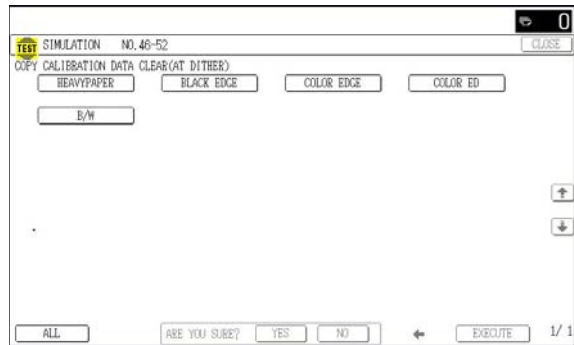 0
TEST SIMULATION NO. 46-52 CLOSE
COPY CALIBRATION DATA CLEAR(AT DITHER)
HEAVYPAPER BLACK EDGE COLOR EDGE COLOR ED
B/W
ALL ARE YOU SURE? YES NO EXECUTE 1/ 1